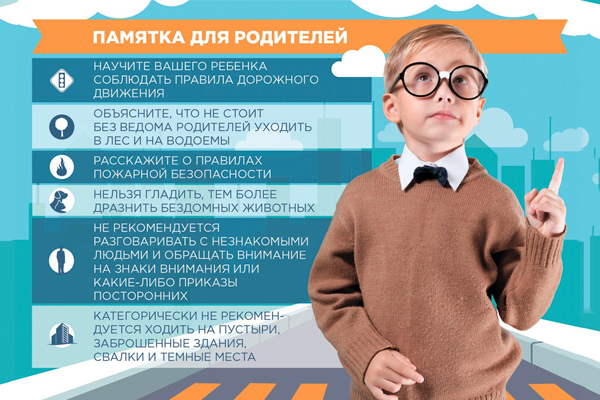 ПАМЯТКА ДЛЯ РОДИТЕЛЕЙ
НАУЧИТЕ ВАШЕГО РЕБЕНКА
СОБЛЮДАТЬ ПРАВИЛА ДОРОЖНОГО
ДВИЖЕНИЯ
ОБЪЯСНИТЕ, ЧТО НЕ СТОИТ
БЕЗ ВЕДОМА РОДИТЕЛЕЙ УХОДИТЬ
В ЛЕС И НА ВОДОЕМЫ
РАССКАЖИТЕ О ПРАВИЛАХ
ПОЖАРНОЙ БЕЗОПАСНОСТИ
НЕЛЬЗЯ ГЛАДИТЬ, ТЕМ БОЛЕЕ
ДРАЗНИТЬ БЕЗДОМНЫХ ЖИВОТНЫХ
НЕ РЕКОМЕНДУЕТСЯ
РАЗГОВАРИВАТЬ С НЕЗНАКОМЫМИ
ЛЮДЬМИ И ОБРАЩАТЬ ВНИМАНИЕ
НА ЗНАКИ ВНИМАНИЯ ИЛИ
КАКИЕ-ЛИБО ПРИКАЗЫ
ПОСТОРОННИХ
КАТЕГОРИЧЕСКИ НЕ РЕКОМЕН-
ДУЕТСЯ ХОДИТЬ НА ПУСТЫРИ,
ЗАБРОШЕННЫЕ ЗДАНИЯ,
СВАЛКИ И ТЕМНЫЕ МЕСТА